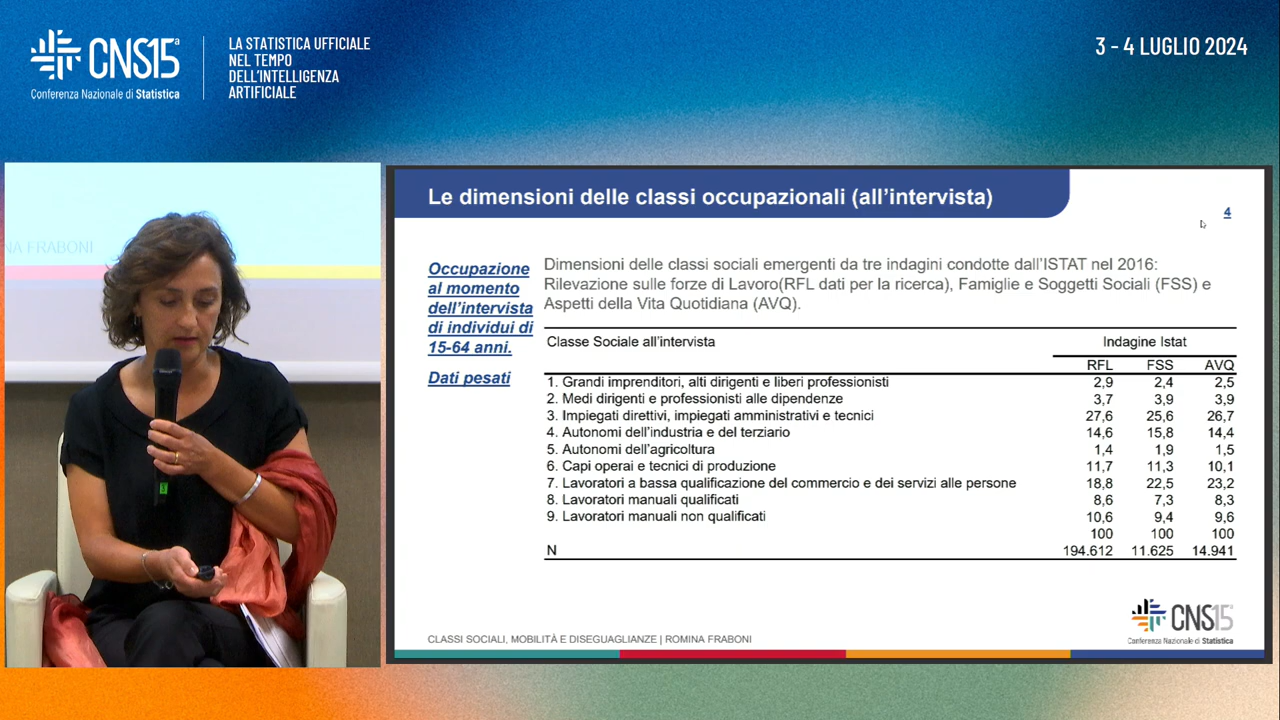 CNS15ª
Conferenza Nazionale di Statistica
LA STATISTICA UFFICIALE
NEL TEMPO
DELL'INTELLIGENZA
ARTIFICIALE
3 - 4 LUGLIO 2024
NA FRABONI
Le dimensioni delle classi occupazionali (all'intervista)
4
Occupazione
al momento
dell'intervista
di individui di
15-64 anni.
Dati pesati
Dimensioni delle classi sociali emergenti da tre indagini condotte dall'ISTAT nel 2016:
Rilevazione sulle forze di Lavoro(RFL dati per la ricerca), Famiglie e Soggetti Sociali (FSS) e
Aspetti della Vita Quotidiana (AVQ).
Classe Sociale all'intervista Indagine Istat
RFL FSS AVQ
1. Grandi imprenditori, alti dirigenti e liberi professionisti 2,9 2,4 2,5
2. Medi dirigenti e professionisti alle dipendenze 3,7 3,9 3,9
3. Impiegati direttivi, impiegati amministrativi e tecnici 27,6 25,6 26,7
4. Autonomi dell'industria e del terziario 14,6 15,8 14,4
5. Autonomi dell'agricoltura 1,4 1,9 1,5
6. Capi operai e tecnici di produzione 11,7 11,3 10,1
7. Lavoratori a bassa qualificazione del commercio e dei servizi alle persone 18,8 22,5 23,2
8. Lavoratori manuali qualificati 8,6 7,3 8,3
9. Lavoratori manuali non qualificati 10,6 9,4 9,6
100 100 100
N 194.612 11.625 14.941
CNS15ª
Conferenza Nazionale di Statistica
CLASSI SOCIALI, MOBILITÀ E DISEGUAGLIANZE | ROMINA FRABONI